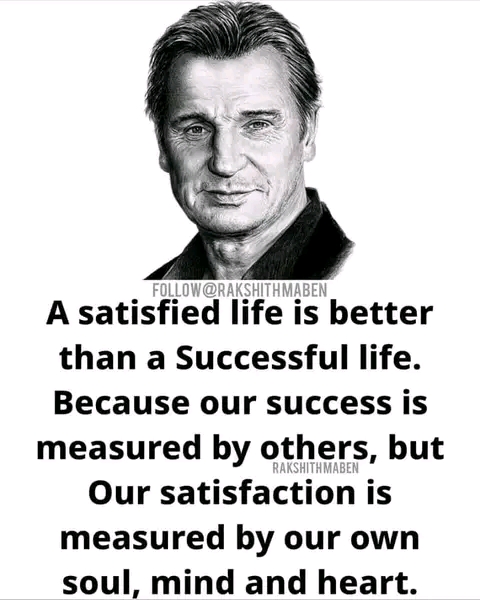 FOLLOW@RAKSHITHMABEN
A satisfied life is better
than a Successful life.
Because our success is
measured by others, but
RAKSHITHMABEN
Our satisfaction is
measured by our own
soul, mind and heart.